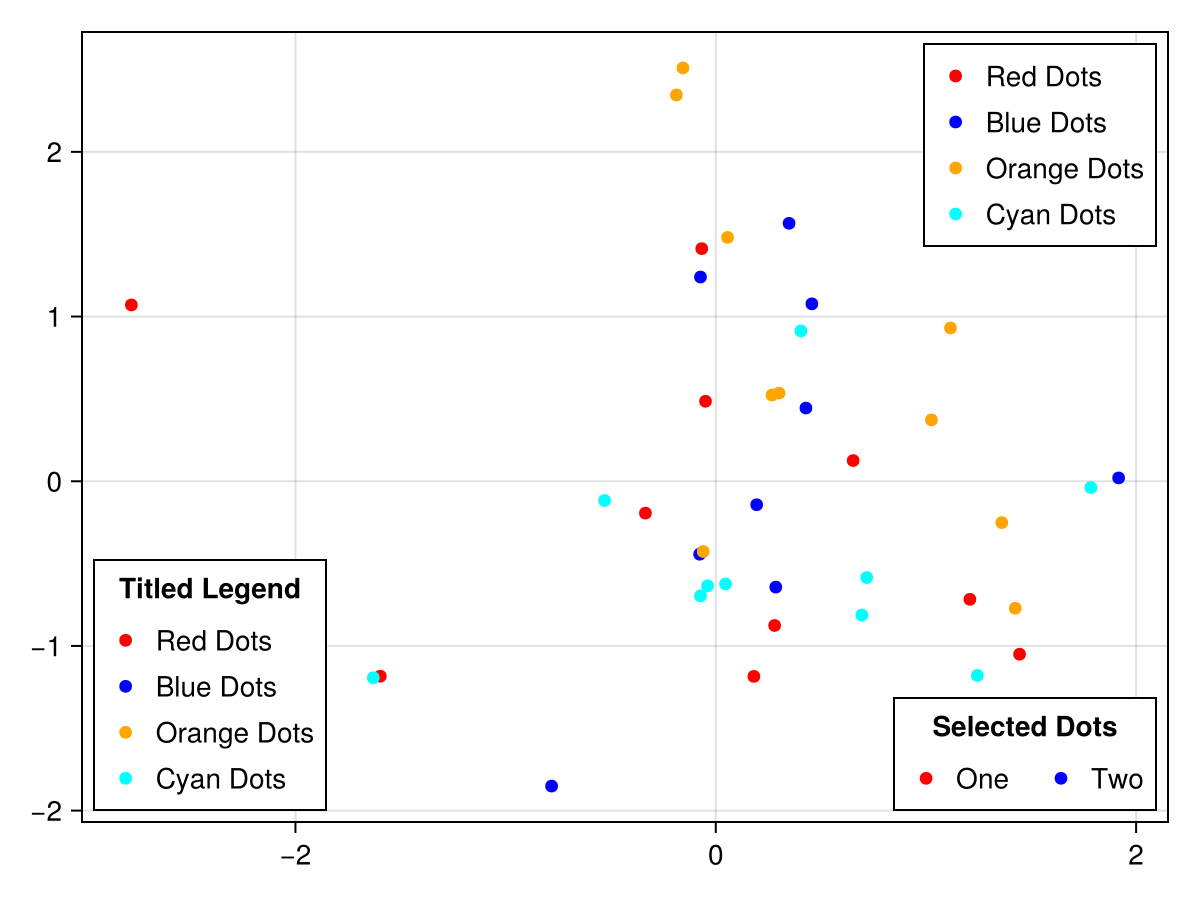 Red Dots
Blue Dots
Orange Dots
Cyan Dots
2
1
0
−1
−2
Titled Legend
Red Dots
Blue Dots
Orange Dots
Cyan Dots
Selected Dots
One Two
−2 0 2